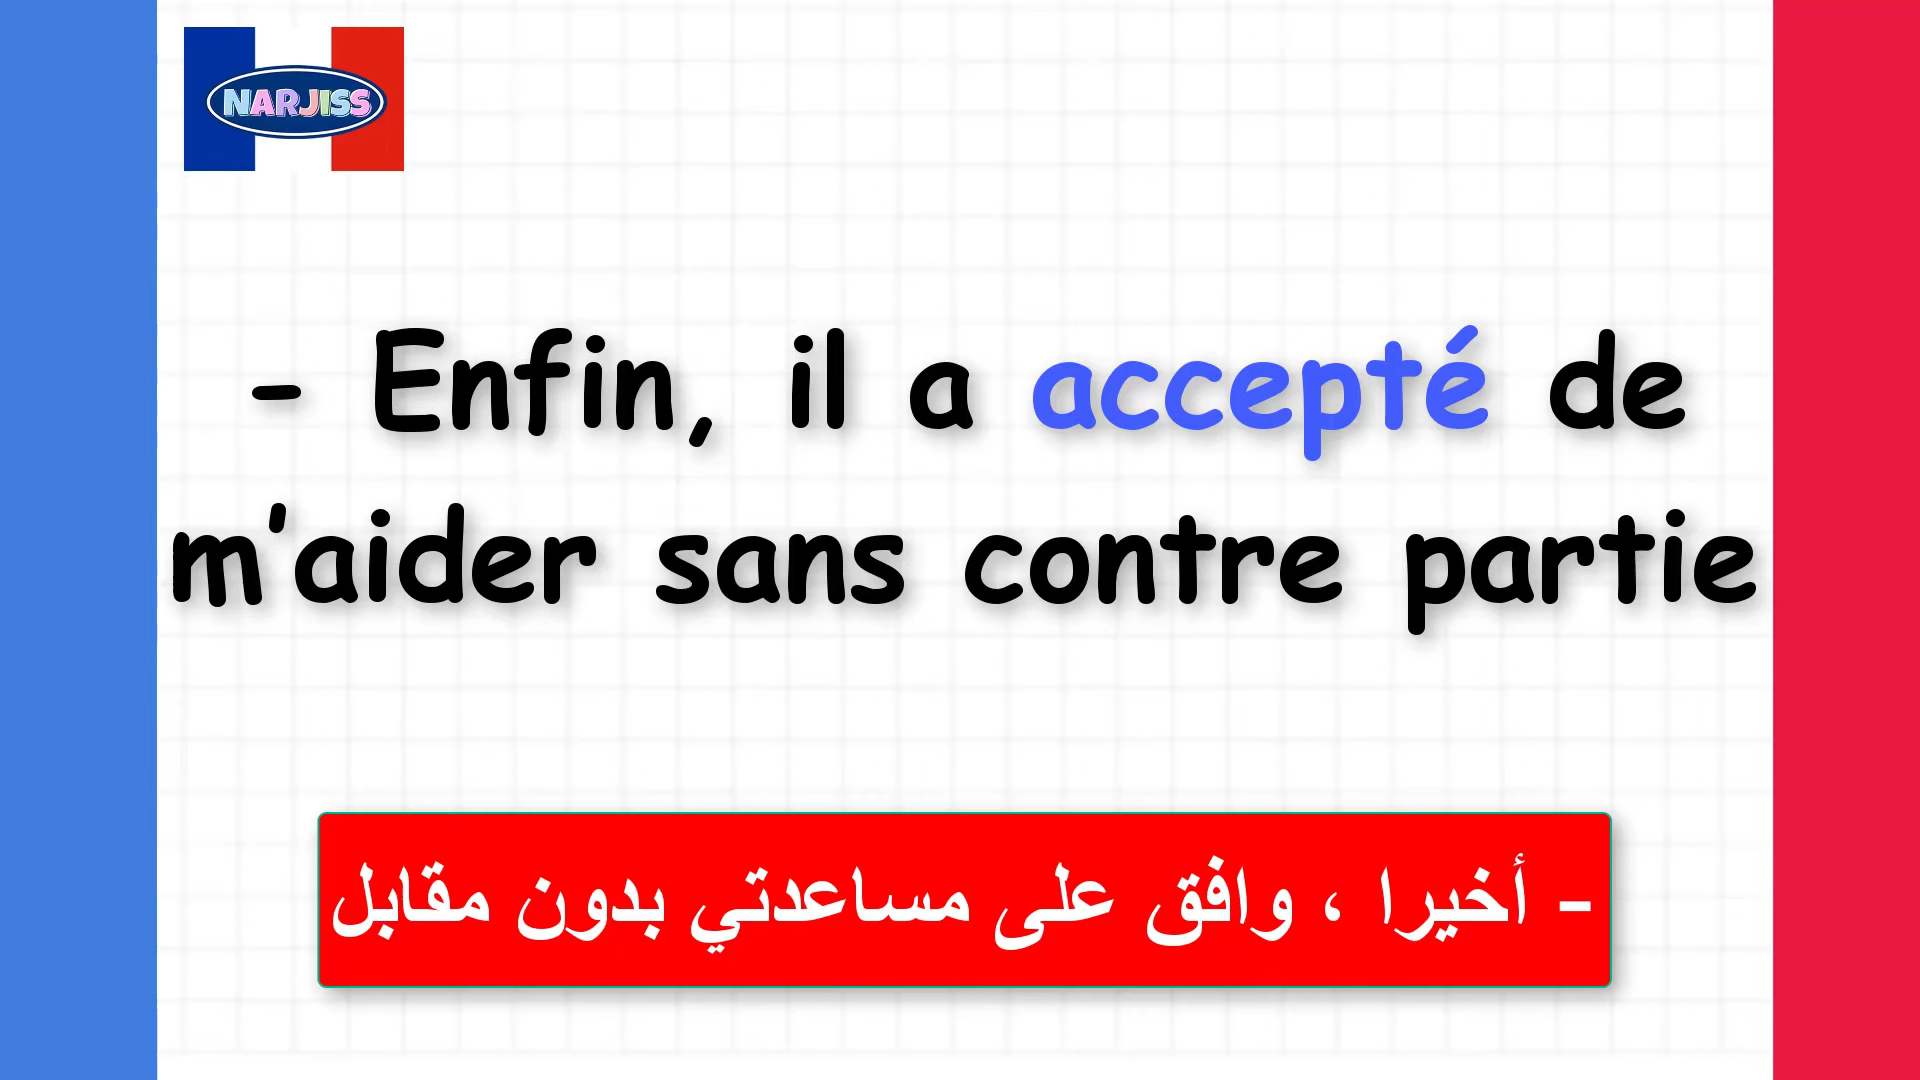 NARJISS
- Enfin, il a accepté de
m'aider sans contre partie
- أخيرا ، وافق على مساعدتي بدون مقابل